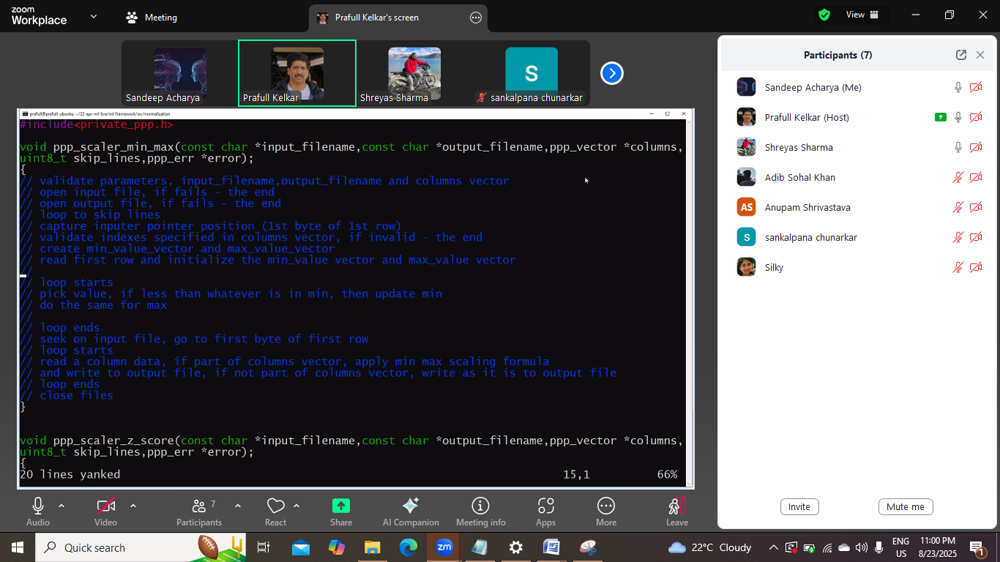 zoom
Workplace
Meeting
Prafull Kelkar's screen
View
Sandeep Acharya
Prafull Kelkar
Shreyas Sharma
S
sankalpana chunarkar
prafull@prafull-ubuntu: ~/22-apr-ml-live/ml-framework/src/normalization
#include<private_ppp.h>
void ppp_scaler_min_max(const char *input_filename,const char *output_filename,ppp_vector *columns,
uint8_t skip_lines,ppp_err *error);
{
// validate parameters, input_filename,output_filename and columns vector
// open input file, if fails - the end
// open output file, if fails - the end
// loop to skip lines
// capture inputer pointer position (1st byte of 1st row)
// validate indexes specified in columns vector, if invalid - the end
// create min_value_vector and max_value_vector
// read first row and initialize the min_value vector and max_value vector
//
// loop starts
// pick value, if less than whatever is in min, then update min
// do the same for max
//
// loop ends
// seek on input file, go to first byte of first row
// loop starts
// read a column data, if part of columns vector, apply min max scaling formula
// and write to output file, if not part of columns vector, write as it is to output file
// loop ends
// close files
}
void ppp_scaler_z_score(const char *input_filename,const char *output_filename,ppp_vector *columns,
uint8_t skip_lines,ppp_err *error);
{
20 lines yanked 15,1 66%
Participants (7)
Sandeep Acharya (Me)
Prafull Kelkar (Host)
Shreyas Sharma
Adib Sohal Khan
AS Anupam Shrivastava
S sankalpana chunarkar
Silky
Invite Mute me
7
Audio Video Participants React Share AI Companion Meeting info Apps More Leave
Quick search
zm
22°C Cloudy
ENG
US
11:00 PM
8/23/2025
1